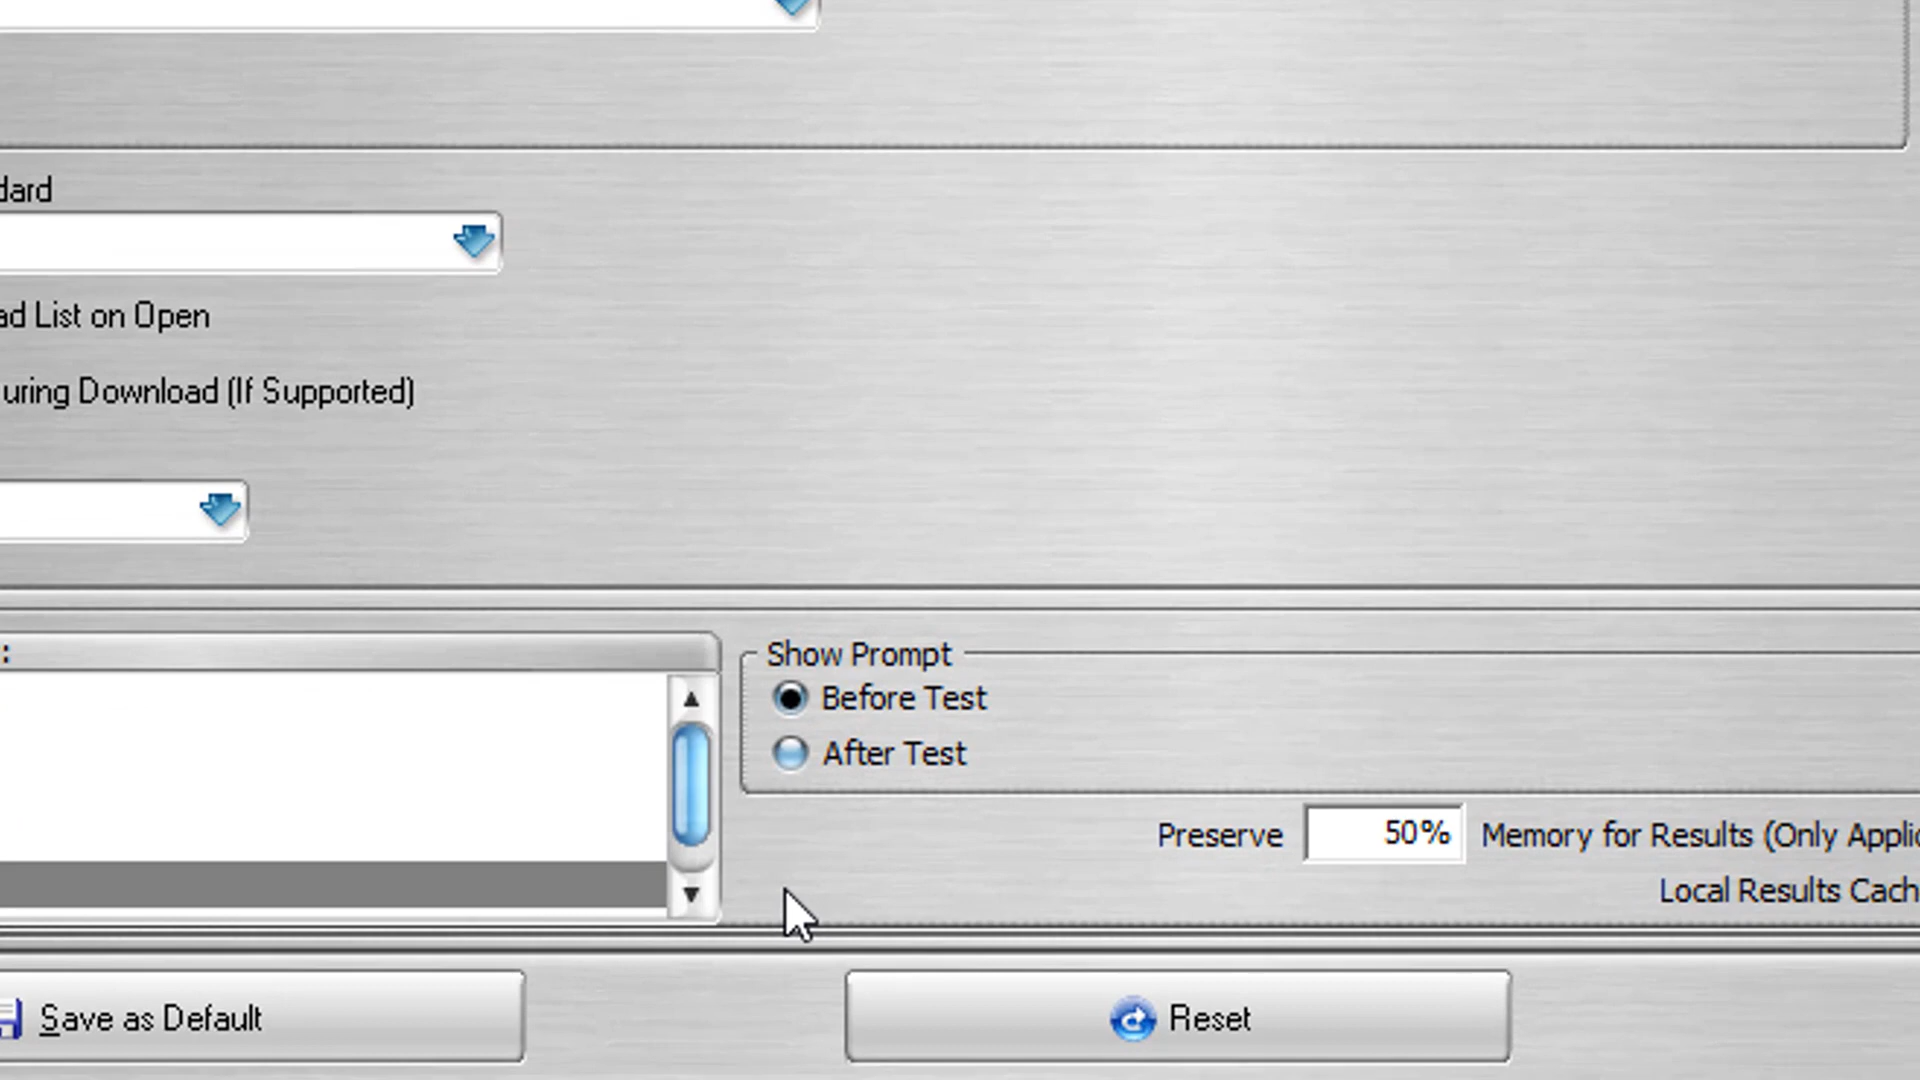 dard
ad List on Open
uring Download (If Supported)
:
Show Prompt
Before Test
After Test
Preserve 50% Memory for Results (Only Applic
Local Results Cach
Save as Default
Reset